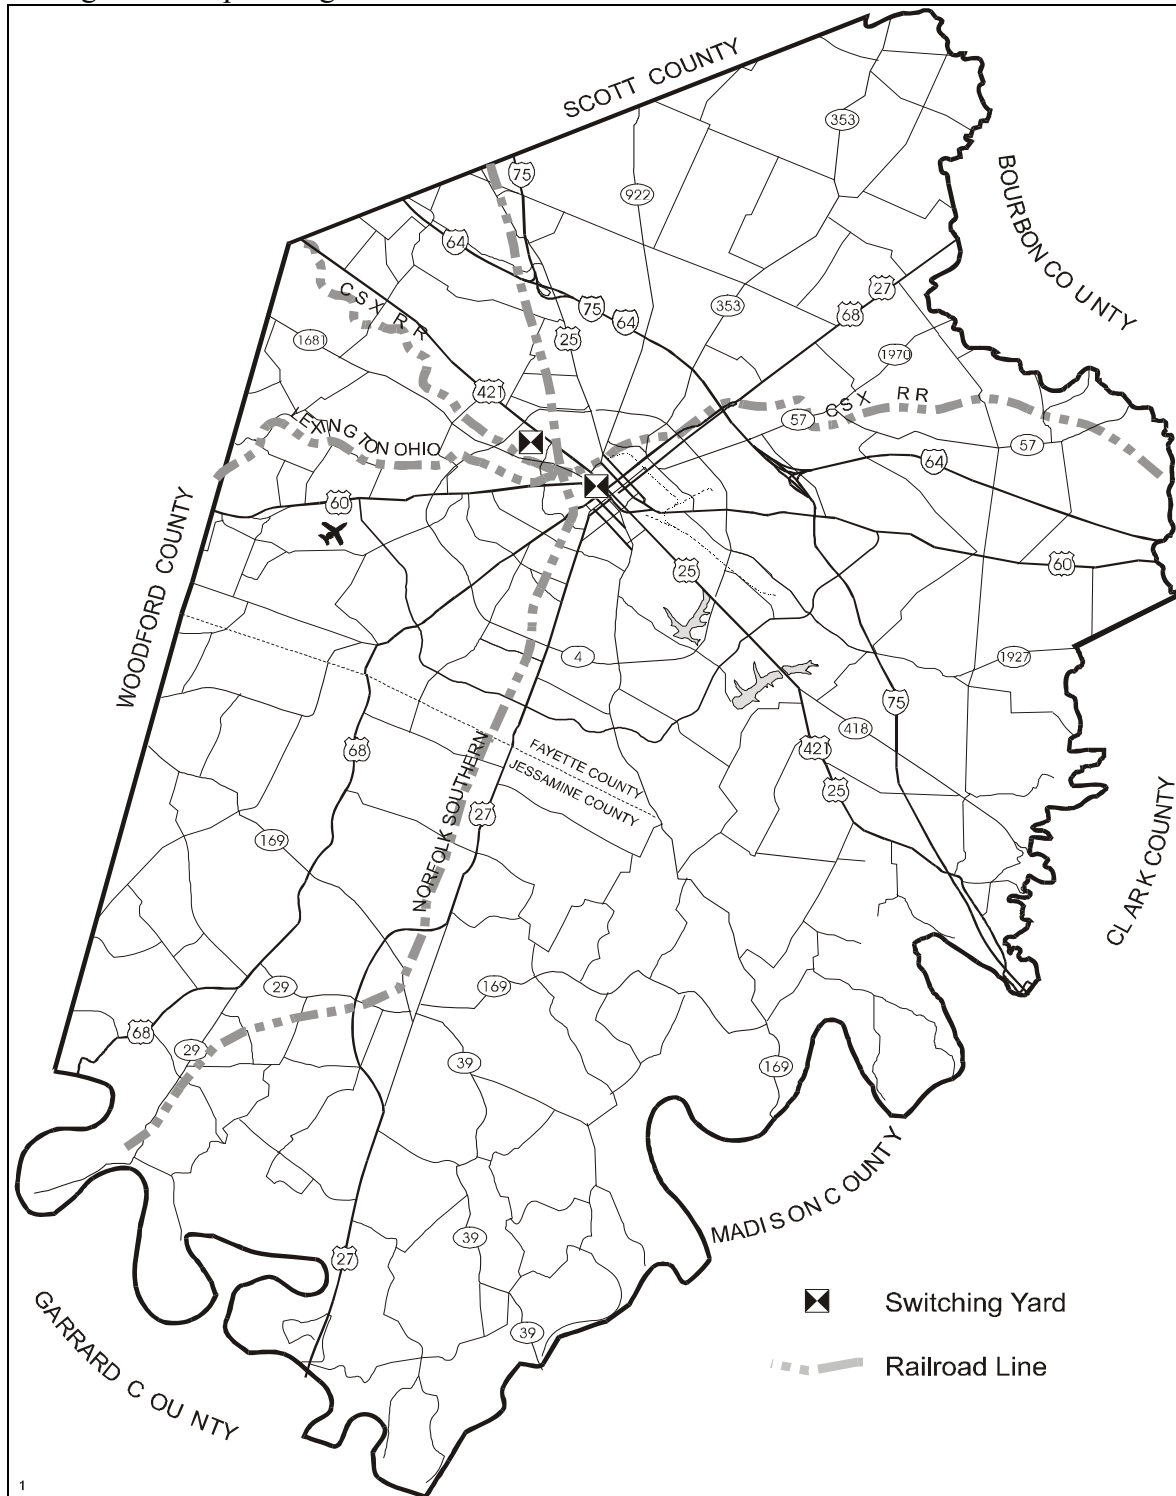 SCOTT COUNTY
353
75
922
BOURBON COUNTY
64
27
CSX RR
75
64
353
68
1681
25
1970
421
CSX RR
57
57
LEXINGTON OHIO
64
60
WOODFORD COUNTY
25
60
4
1927
75
418
68
NORFOLK SOUTHERN
FAYETTE COUNTY
JESSAMINE COUNTY
421
25
27
169
CLARK COUNTY
29
169
68
29
39
169
MADISON COUNTY
39
27
GARRARD COUNTY
39
Switching Yard
Railroad Line
1